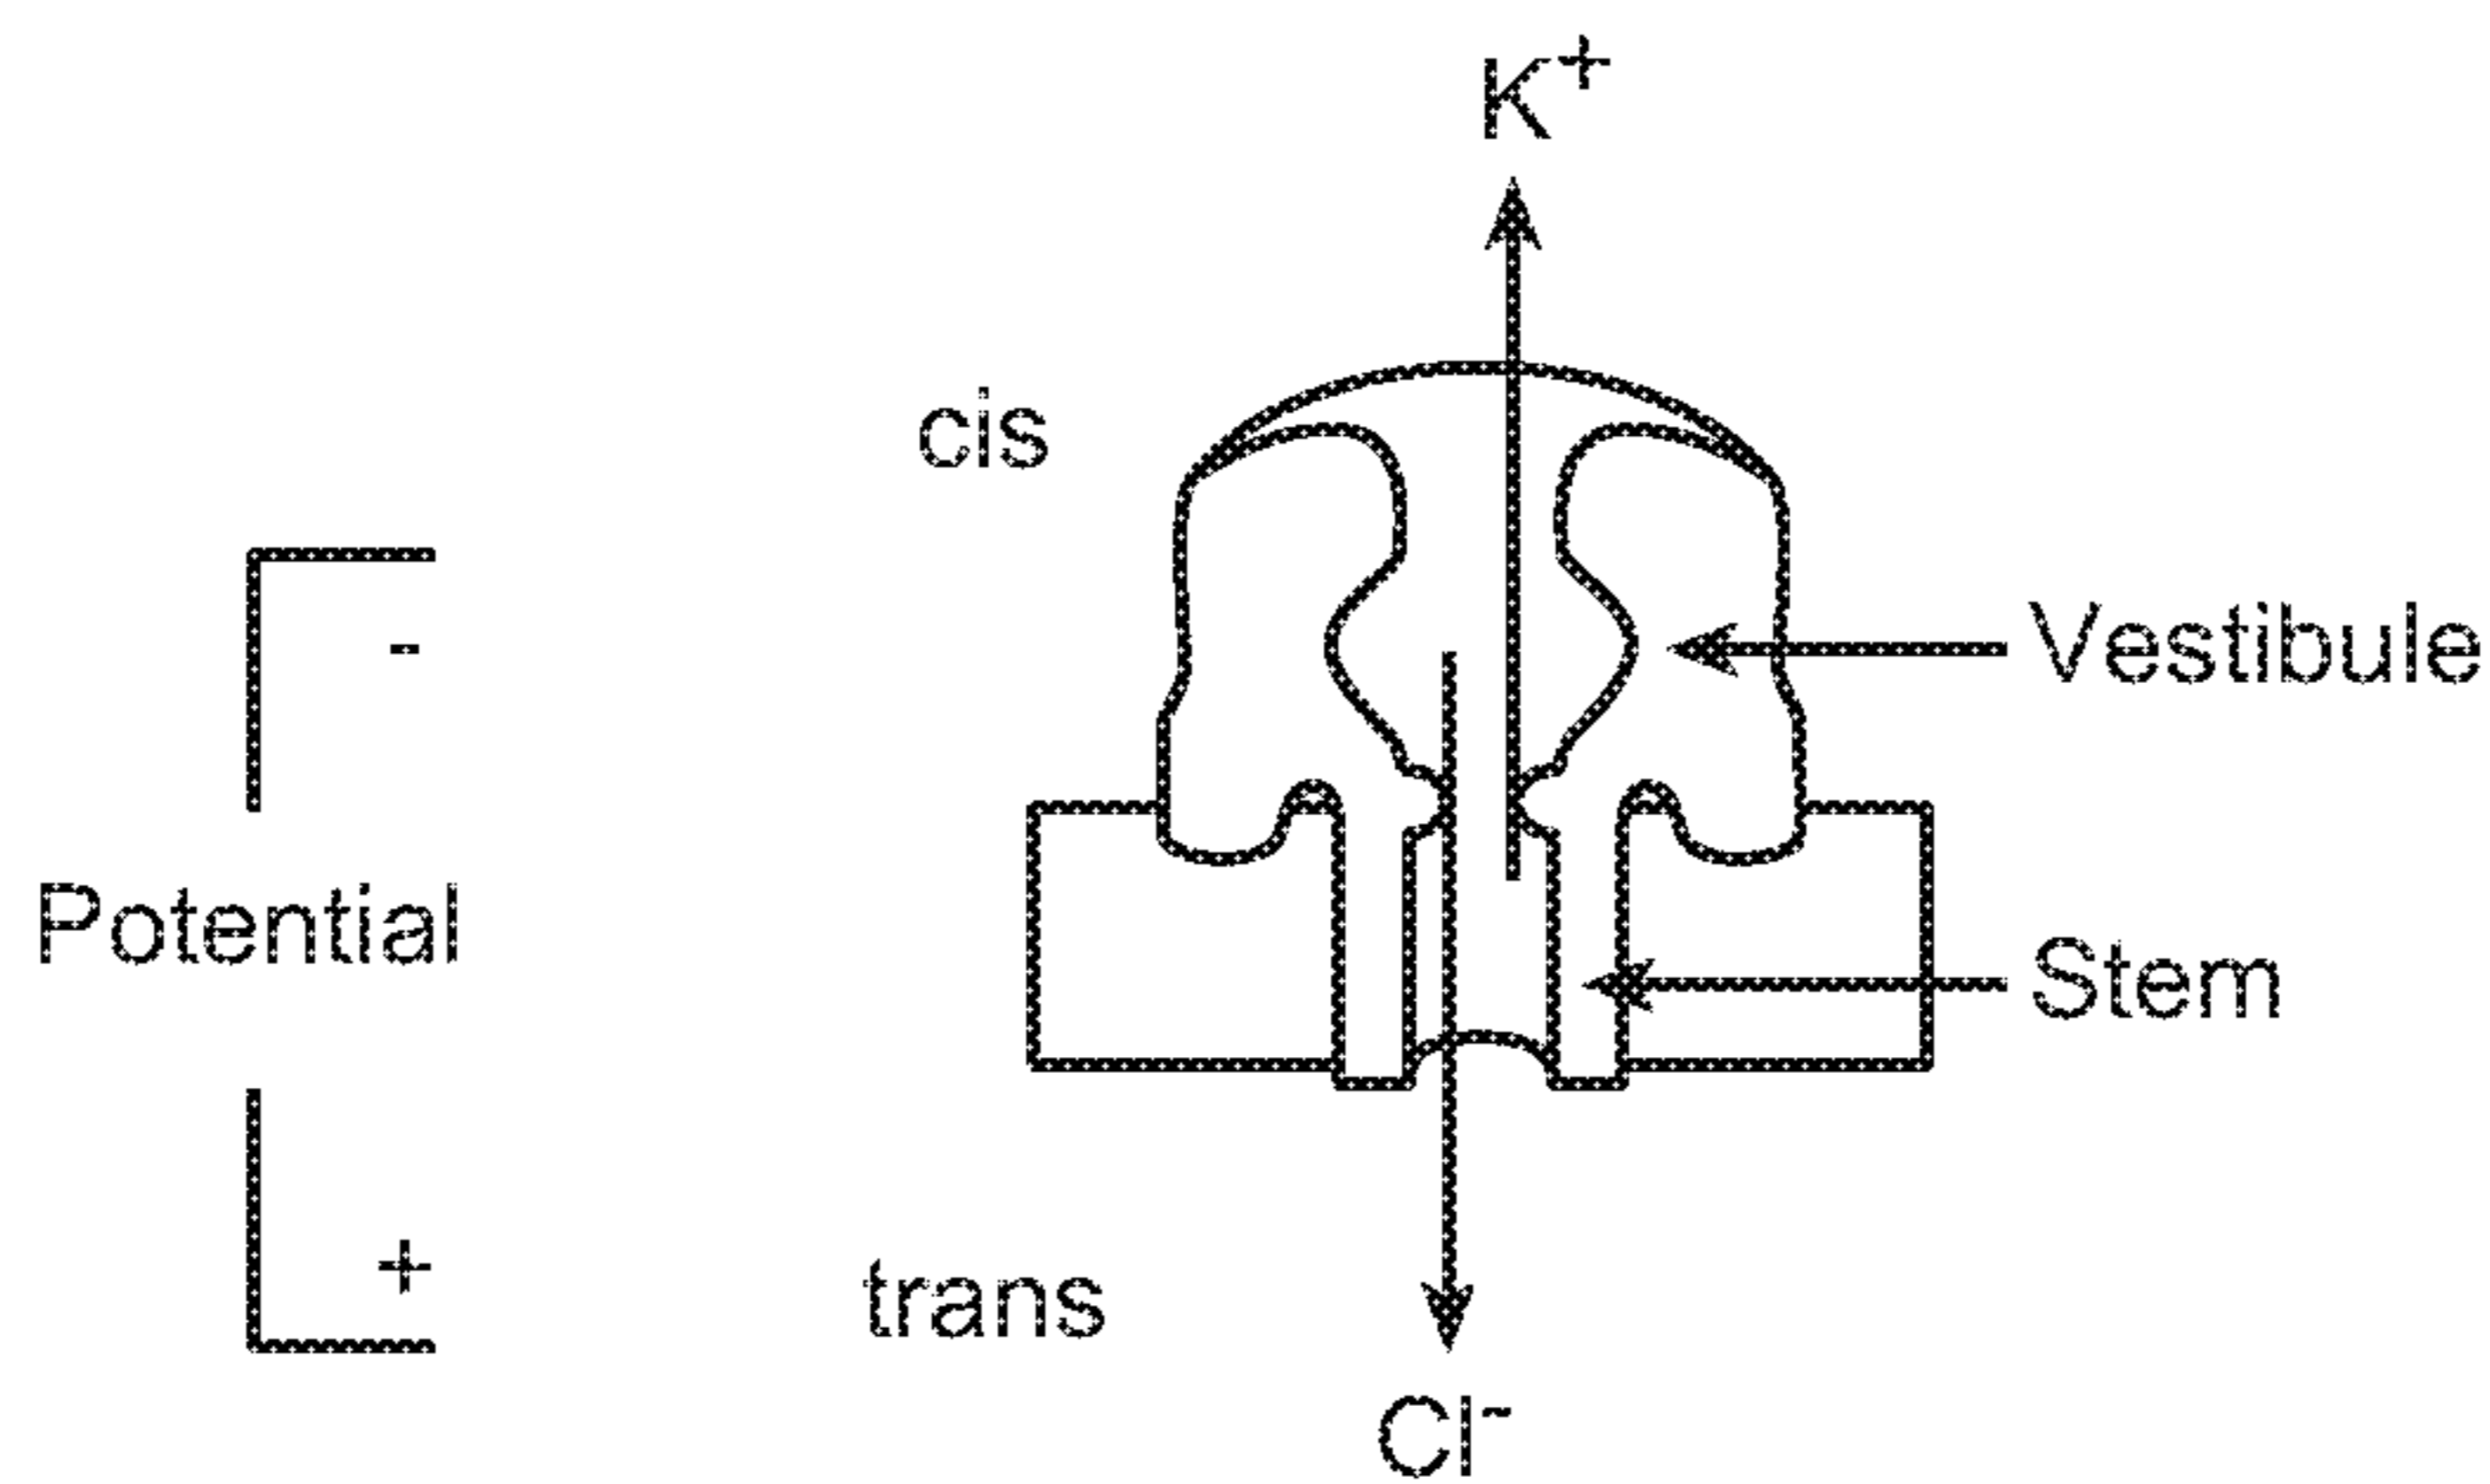 K⁺
cis
-
Vestibule
Potential
Stem
+
trans
Cl⁻